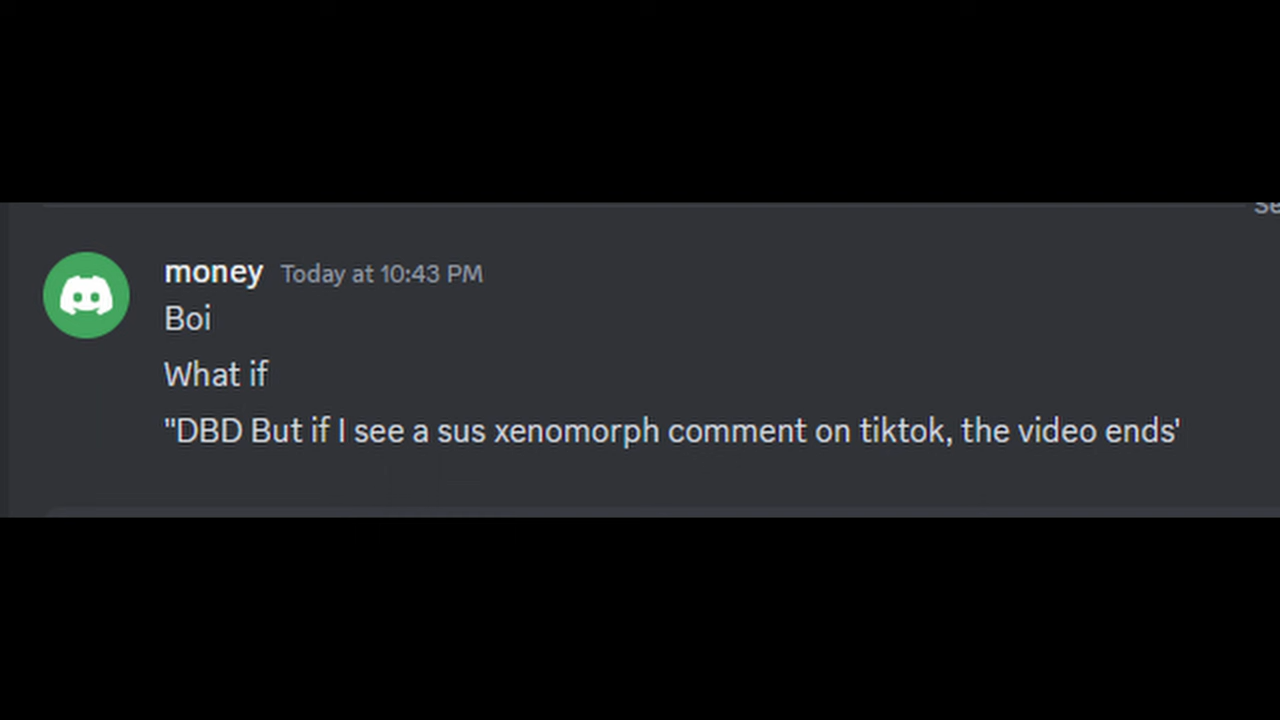 Se
money Today at 10:43 PM
Boi
What if
"DBD But if I see a sus xenomorph comment on tiktok, the video ends'